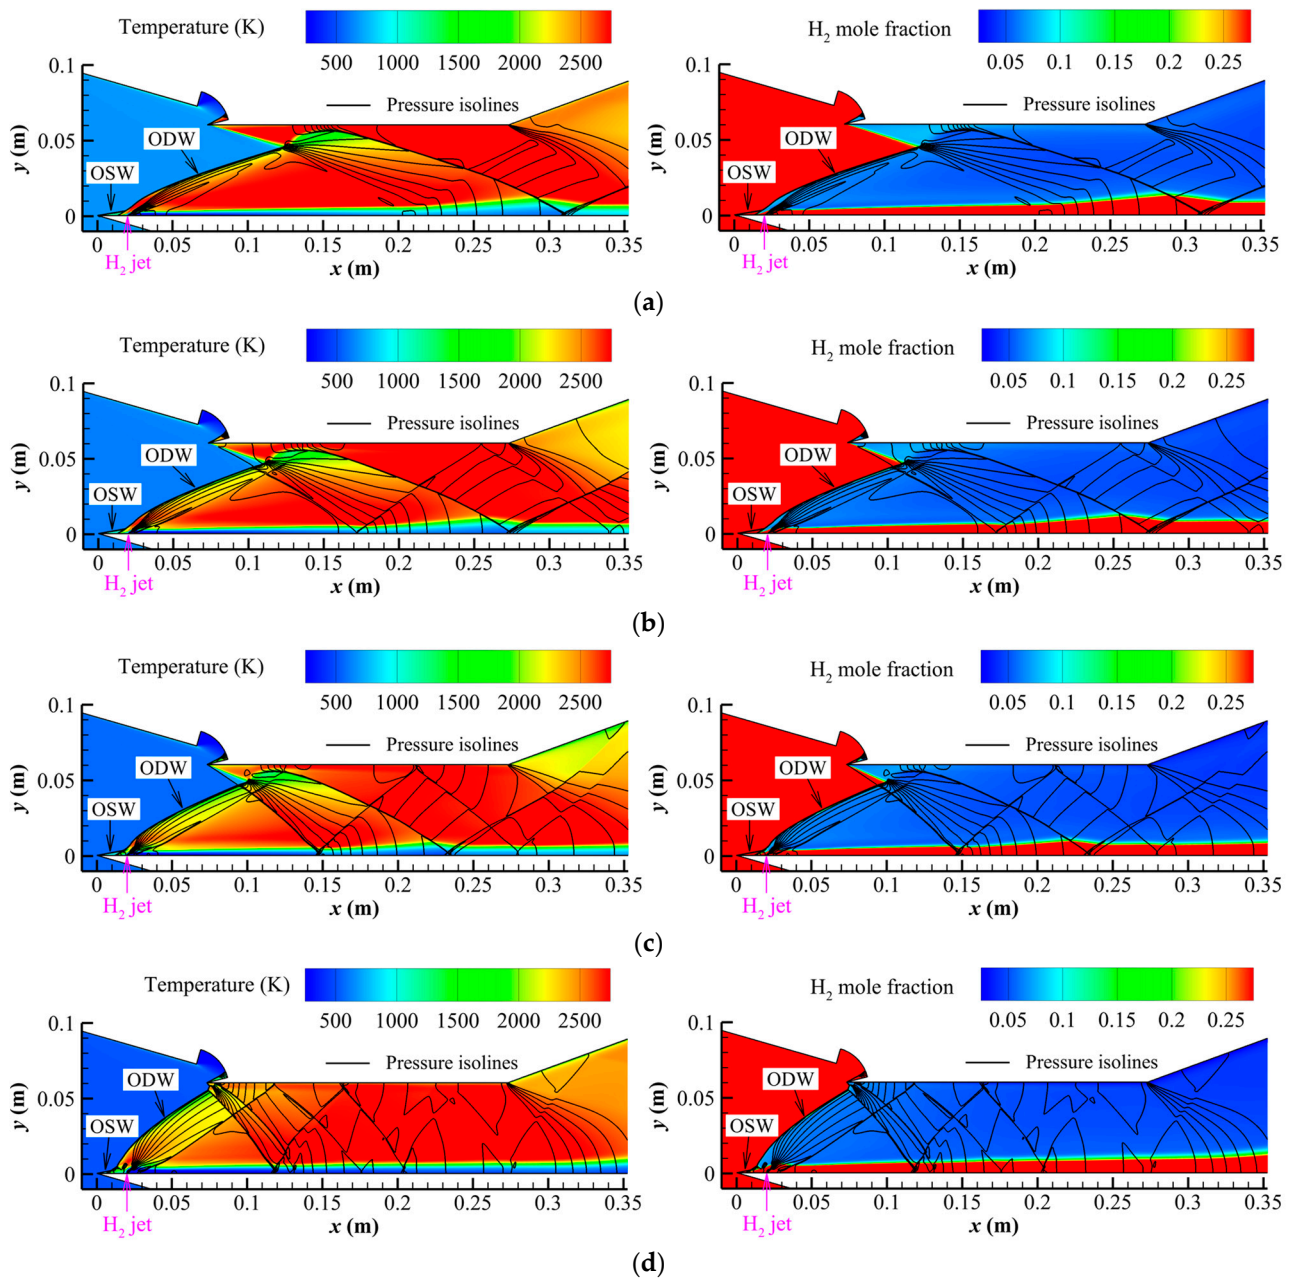 Temperature (K)
500 1000 1500 2000 2500
H2 mole fraction
0.05 0.1 0.15 0.2 0.25
0.1
Pressure isolines
ODW
0.05
OSW
y (m)
0
0 0.05 0.1 0.15 0.2 0.25 0.3 0.35
H2 jet
x (m)
0.1
Pressure isolines
ODW
0.05
OSW
y (m)
0
0 0.05 0.1 0.15 0.2 0.25 0.3 0.35
H2 jet
x (m)
(a)
Temperature (K)
500 1000 1500 2000 2500
H2 mole fraction
0.05 0.1 0.15 0.2 0.25
0.1
Pressure isolines
ODW
0.05
OSW
y (m)
0
0 0.05 0.1 0.15 0.2 0.25 0.3 0.35
H2 jet
x (m)
0.1
Pressure isolines
ODW
0.05
OSW
y (m)
0
0 0.05 0.1 0.15 0.2 0.25 0.3 0.35
H2 jet
x (m)
(b)
Temperature (K)
500 1000 1500 2000 2500
H2 mole fraction
0.05 0.1 0.15 0.2 0.25
0.1
Pressure isolines
ODW
0.05
OSW
y (m)
0
0 0.05 0.1 0.15 0.2 0.25 0.3 0.35
H2 jet
x (m)
0.1
Pressure isolines
ODW
0.05
OSW
y (m)
0
0 0.05 0.1 0.15 0.2 0.25 0.3 0.35
H2 jet
x (m)
(c)
Temperature (K)
500 1000 1500 2000 2500
H2 mole fraction
0.05 0.1 0.15 0.2 0.25
0.1
Pressure isolines
ODW
0.05
OSW
y (m)
0
0 0.05 0.1 0.15 0.2 0.25 0.3 0.35
H2 jet
x (m)
0.1
Pressure isolines
ODW
0.05
OSW
y (m)
0
0 0.05 0.1 0.15 0.2 0.25 0.3 0.35
H2 jet
x (m)
(d)